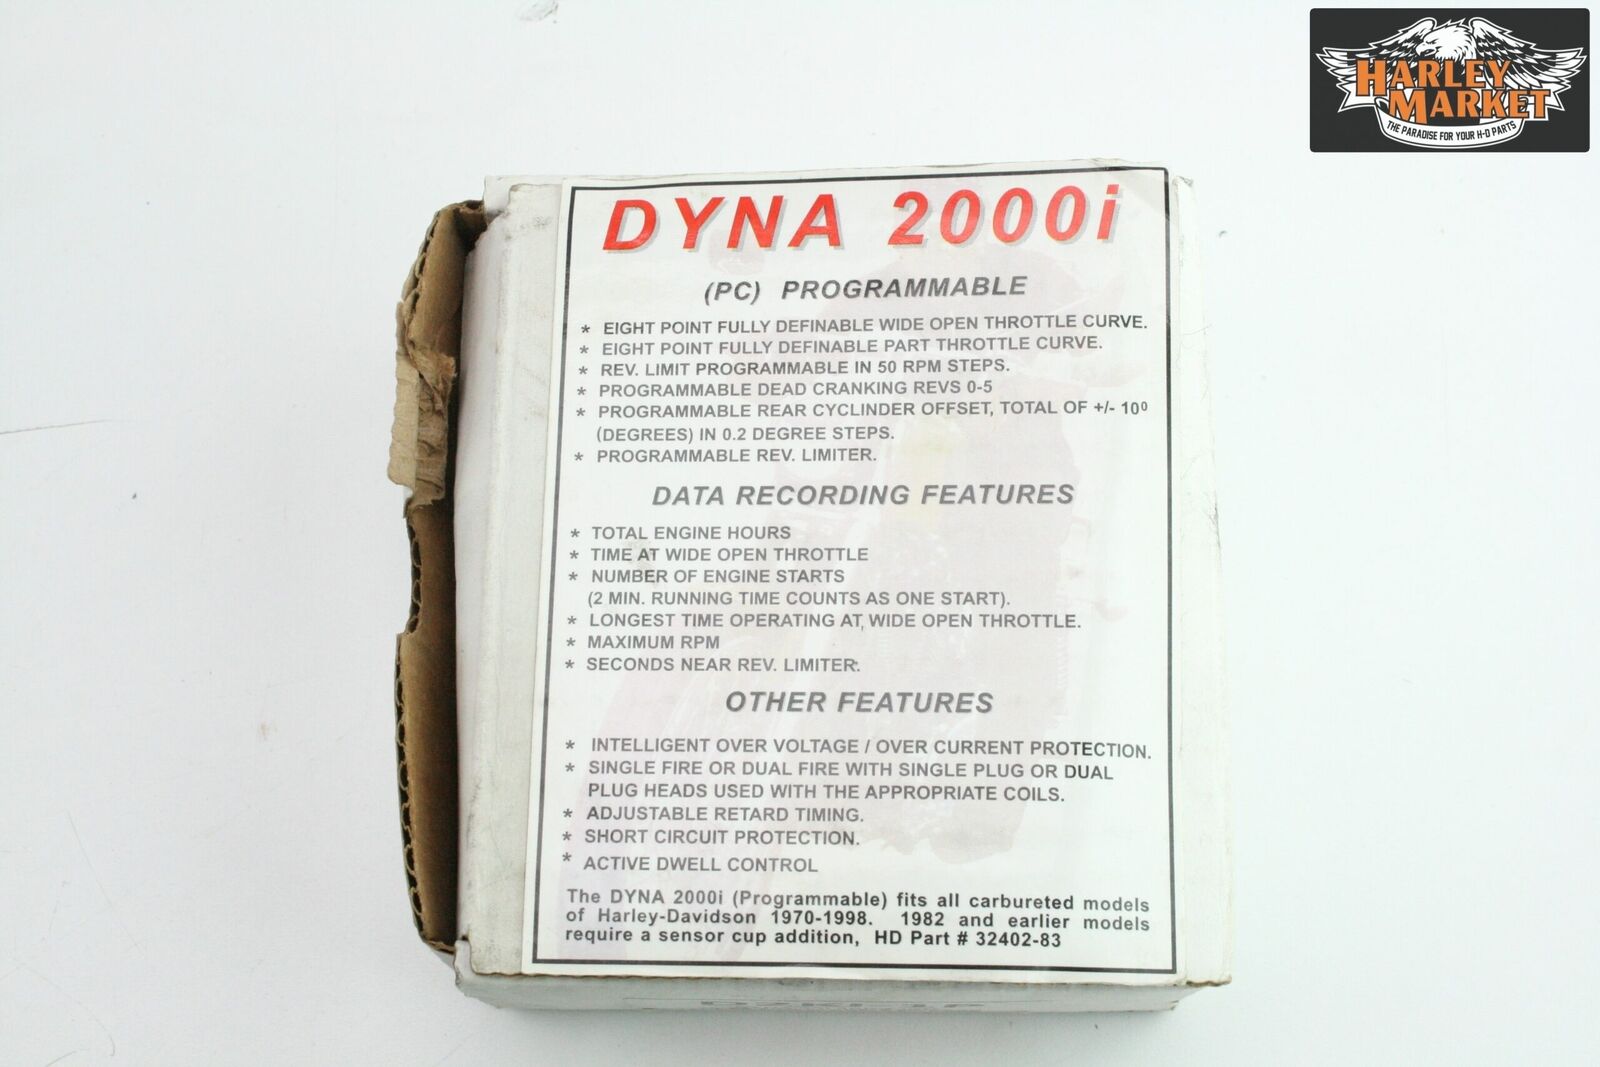 HARLEY
MARKET
THE PARADISE FOR YOUR H-D PARTS
DYNA 2000i
(PC) PROGRAMMABLE
* EIGHT POINT FULLY DEFINABLE WIDE OPEN THROTTLE CURVE.
* EIGHT POINT FULLY DEFINABLE PART THROTTLE CURVE.
* REV. LIMIT PROGRAMMABLE IN 50 RPM STEPS.
* PROGRAMMABLE DEAD CRANKING REVS 0-5
* PROGRAMMABLE REAR CYCLINDER OFFSET, TOTAL OF +/- 10⁰
(DEGREES) IN 0.2 DEGREE STEPS.
* PROGRAMMABLE REV. LIMITER.
DATA RECORDING FEATURES
* TOTAL ENGINE HOURS
* TIME AT WIDE OPEN THROTTLE
* NUMBER OF ENGINE STARTS
(2 MIN. RUNNING TIME COUNTS AS ONE START).
* LONGEST TIME OPERATING AT WIDE OPEN THROTTLE.
* MAXIMUM RPM
* SECONDS NEAR REV. LIMITER.
OTHER FEATURES
* INTELLIGENT OVER VOLTAGE / OVER CURRENT PROTECTION.
* SINGLE FIRE OR DUAL FIRE WITH SINGLE PLUG OR DUAL
PLUG HEADS USED WITH THE APPROPRIATE COILS.
* ADJUSTABLE RETARD TIMING.
* SHORT CIRCUIT PROTECTION.
* ACTIVE DWELL CONTROL
The DYNA 2000i (Programmable) fits all carbureted models
of Harley-Davidson 1970-1998. 1982 and earlier models
require a sensor cup addition, HD Part # 32402-83